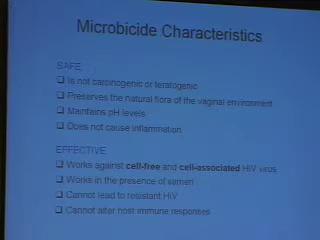 Microbicide Characteristics
SAFE
❑ Is not carcinogenic or teratogenic
❑ Preserves the natural flora of the vaginal environment
❑ Maintains pH levels
❑ Does not cause inflammation
EFFECTIVE
❑ Works against cell-free and cell-associated HIV virus
❑ Works in the presence of semen
❑ Cannot lead to resistant HIV
❑ Cannot alter host immune responses